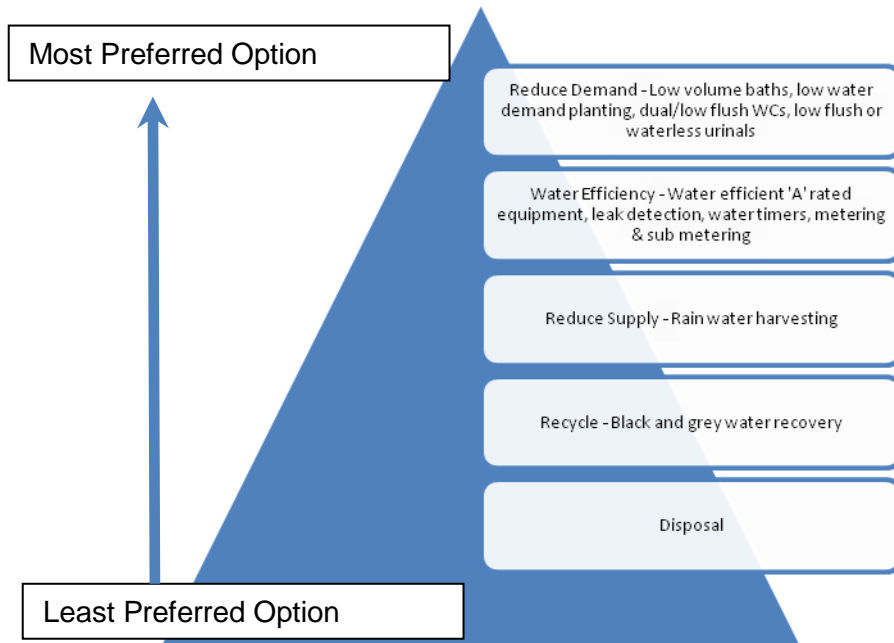 Most Preferred Option
Reduce Demand - Low volume baths, low water
demand planting, dual/low flush WCs, low flush or
waterless urinals
Water Efficiency - Water efficient 'A' rated
equipment, leak detection, water timers, metering
& sub metering
Reduce Supply - Rain water harvesting
Recycle - Black and grey water recovery
Disposal
Least Preferred Option